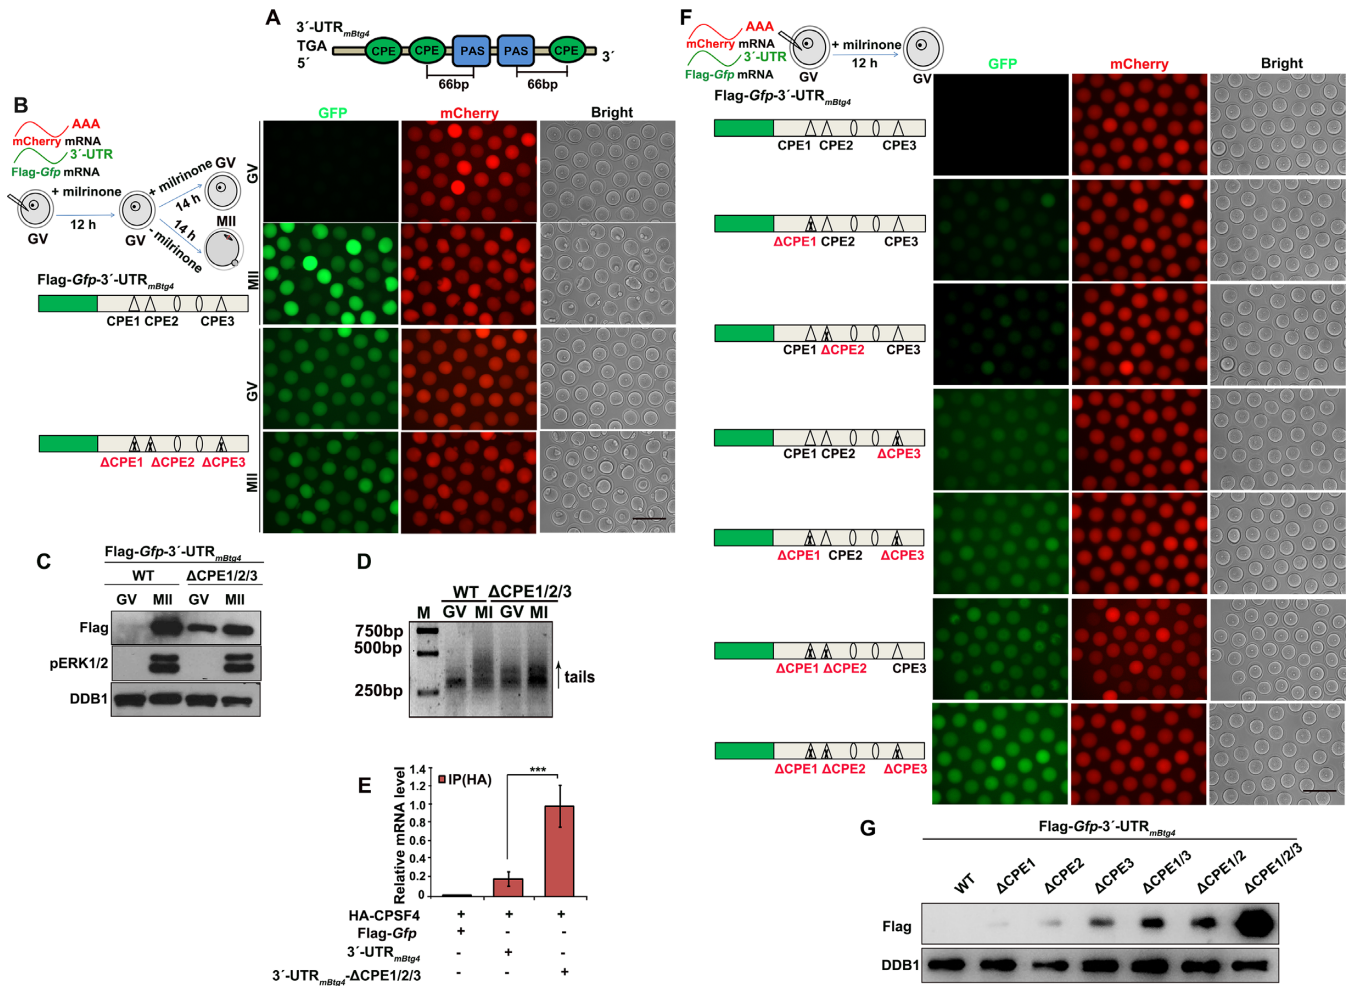 A
3´-UTRmBtg4
TGA
5´
CPE CPE PAS PAS CPE
3´
66bp 66bp
B
AAA
mCherry mRNA
3´-UTR
Flag-Gfp mRNA
+ milrinone
12 h
GV
GV
+ milrinone
14 h
GV
14 h
- milrinone
MII
Flag-Gfp-3´-UTRmBtg4
CPE1 CPE2 CPE3
ΔCPE1 ΔCPE2 ΔCPE3
GFP mCherry Bright
GV
MII
GV
MII
C
Flag-Gfp-3´-UTRmBtg4
WT ΔCPE1/2/3
GV MII GV MII
Flag
pERK1/2
DDB1
D
WT ΔCPE1/2/3
M GV MI GV MI
750bp
500bp
250bp
tails
E
Relative mRNA level
1.4
1.2
1.0
0.8
0.6
0.4
0.2
0
IP(HA)
***
HA-CPSF4 + + +
Flag-Gfp + - -
3´-UTRmBtg4 - + -
3´-UTRmBtg4-ΔCPE1/2/3 - - +
F
AAA
mCherry mRNA
3´-UTR
Flag-Gfp mRNA
+ milrinone
12 h
GV
GV
Flag-Gfp-3´-UTRmBtg4
GFP mCherry Bright
CPE1 CPE2 CPE3
ΔCPE1 CPE2 CPE3
CPE1 ΔCPE2 CPE3
CPE1 CPE2 ΔCPE3
ΔCPE1 CPE2 ΔCPE3
ΔCPE1 ΔCPE2 CPE3
ΔCPE1 ΔCPE2 ΔCPE3
G
Flag-Gfp-3´-UTRmBtg4
WT ΔCPE1 ΔCPE2 ΔCPE3 ΔCPE1/3 ΔCPE1/2 ΔCPE1/2/3
Flag
DDB1